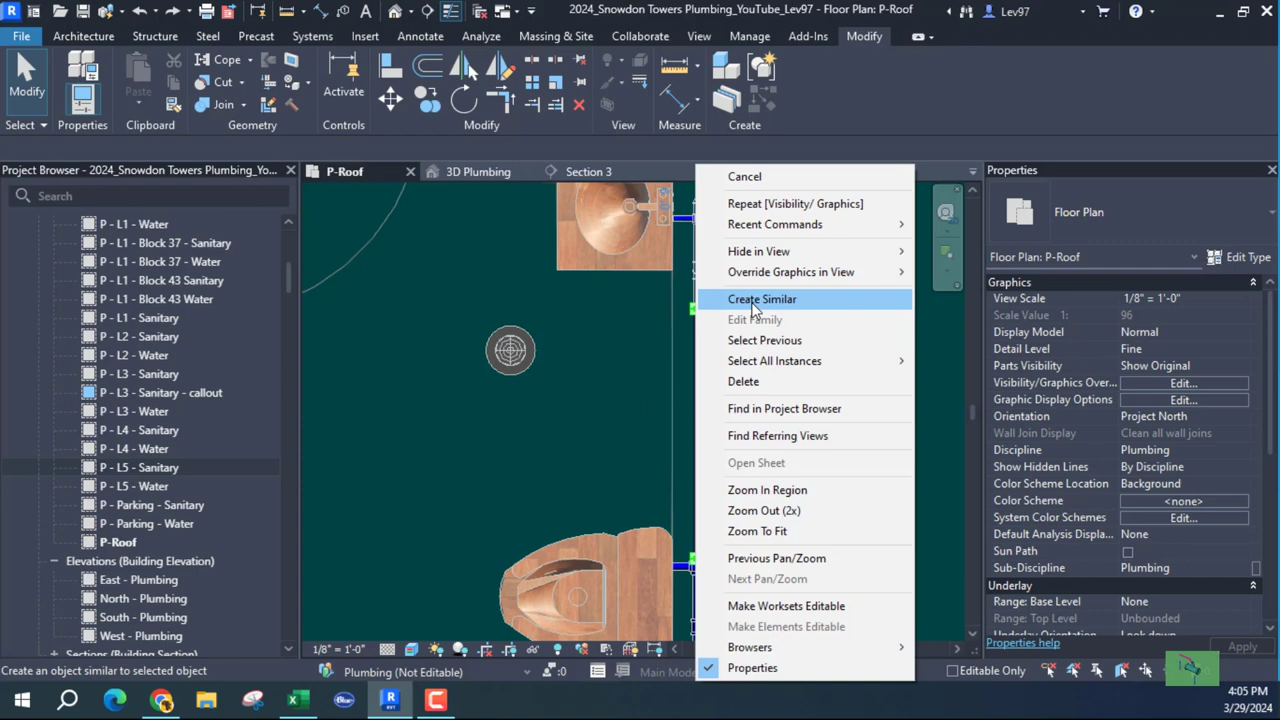 2024_Snowdon Towers Plumbing_YouTube_Lev97 - Floor Plan: P-Roof
Lev97
File
Architecture
Structure
Steel
Precast
Systems
Insert
Annotate
Analyze
Massing & Site
Collaborate
View
Manage
Add-Ins
Modify
Modify
Properties
Paste
Cope
Cut
Join
Activate
Select
Properties
Clipboard
Geometry
Controls
Modify
View
Measure
Create
Project Browser - 2024_Snowdon Towers Plumbing_Yo...
Search
P - L1 - Water
P - L1 - Block 37 - Sanitary
P - L1 - Block 37 - Water
P - L1 - Block 43 Sanitary
P - L1 - Block 43 Water
P - L1 - Sanitary
P - L2 - Sanitary
P - L2 - Water
P - L3 - Sanitary
P - L3 - Sanitary - callout
P - L3 - Water
P - L4 - Sanitary
P - L4 - Water
P - L5 - Sanitary
P - L5 - Water
P - Parking - Sanitary
P - Parking - Water
P-Roof
Elevations (Building Elevation)
East - Plumbing
North - Plumbing
South - Plumbing
West - Plumbing
P-Roof
3D Plumbing
Section 3
Cancel
Repeat [Visibility/ Graphics]
Recent Commands
Hide in View
Override Graphics in View
Create Similar
Edit Family
Select Previous
Select All Instances
Delete
Find in Project Browser
Find Referring Views
Open Sheet
Zoom In Region
Zoom Out (2x)
Zoom To Fit
Previous Pan/Zoom
Next Pan/Zoom
Make Worksets Editable
Make Elements Editable
Browsers
Properties
Properties
Floor Plan
Floor Plan: P-Roof
Edit Type
Graphics
View Scale 1/8" = 1'-0"
Scale Value 1: 96
Display Model Normal
Detail Level Fine
Parts Visibility Show Original
Visibility/Graphics Over... Edit...
Graphic Display Options Edit...
Orientation Project North
Wall Join Display Clean all wall joins
Discipline Plumbing
Show Hidden Lines By Discipline
Color Scheme Location Background
Color Scheme <none>
System Color Schemes Edit...
Default Analysis Displa... None
Sun Path
Sub-Discipline Plumbing
Underlay
Range: Base Level None
Range: Top Level Unbounded
Properties help
Apply
1/8" = 1'-0"
Create an object similar to selected object
Plumbing (Not Editable)
:0
Main Mode
Editable Only
4:05 PM
3/29/2024